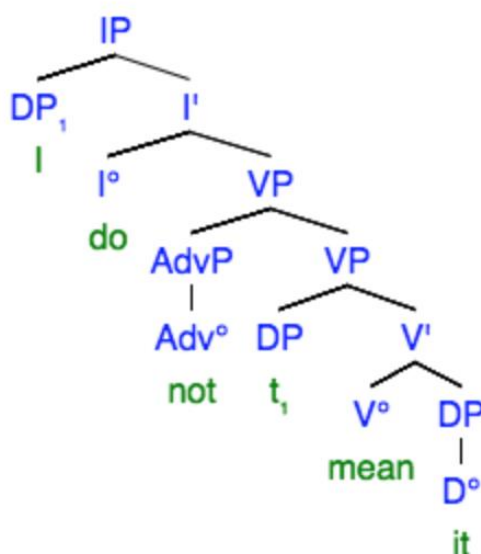 IP
DP₁ I'
I
I° VP
do
AdvP VP
Adv° DP V'
not t₁
V° DP
mean
D°
it